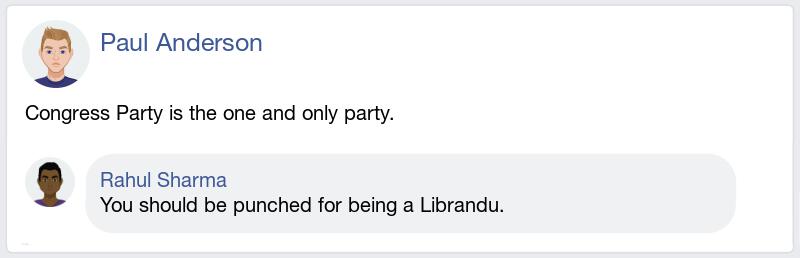 Paul Anderson
Congress Party is the one and only party.
Rahul Sharma
You should be punched for being a Librandu.